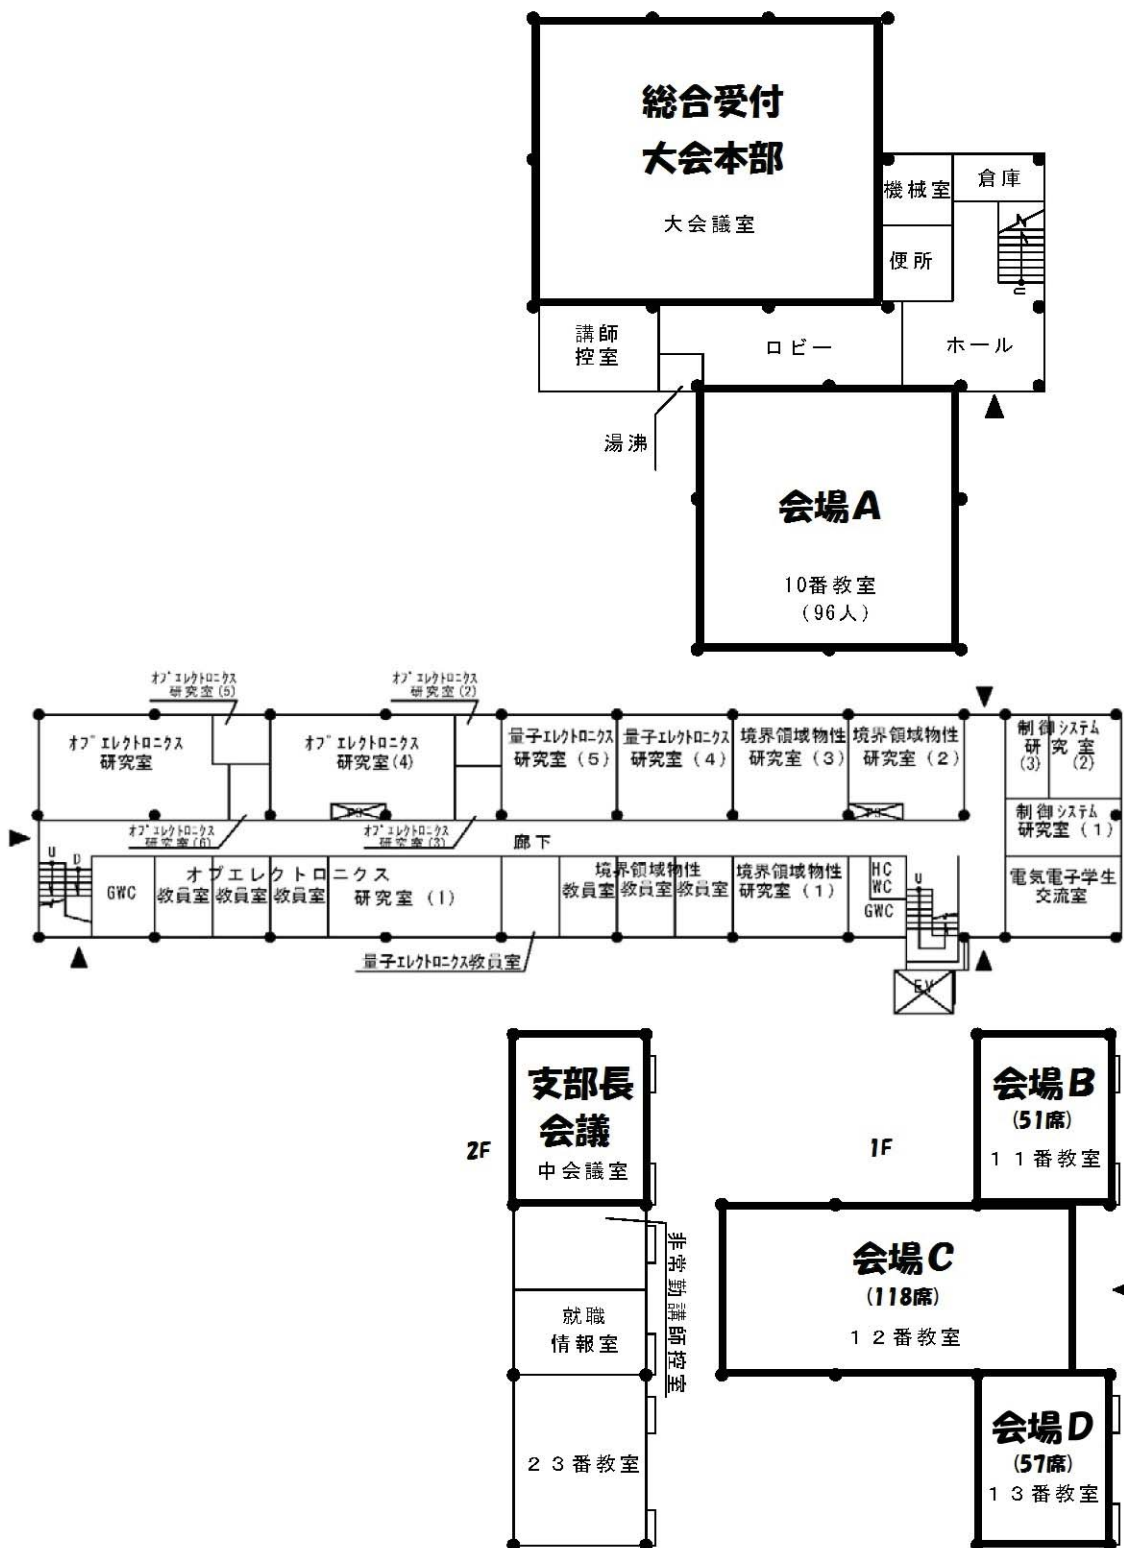 総合受付
大会本部
大会議室
機械室
倉庫
便所
U
講師
控室
ロビー
ホール
湯沸
会場A
10番教室
(96人)
オプエレクトロニクス
研究室(5)
オプエレクトロニクス
研究室(2)
オプエレクトロニクス
研究室
オプエレクトロニクス
研究室(4)
量子エレクトロニクス
研究室(5)
量子エレクトロニクス
研究室(4)
境界領域物性
研究室(3)
境界領域物性
研究室(2)
制御システム
研究室
(3) (2)
PS
PS
制御システム
研究室(1)
オプエレクトロニクス
研究室(6)
オプエレクトロニクス
研究室(3)
廊下
U D
GWC
オプエレクトロニクス
教員室 教員室 教員室
研究室(1)
境界領域物性
教員室 教員室 教員室
境界領域物性
研究室(1)
HC
WC
GWC
U
電気電子学生
交流室
量子エレクトロニクス教員室
EV
支部長
会議
中会議室
2F
1F
会場B
(51席)
11番教室
非常勤講師控室
会場C
(118席)
12番教室
就職
情報室
23番教室
会場D
(57席)
13番教室